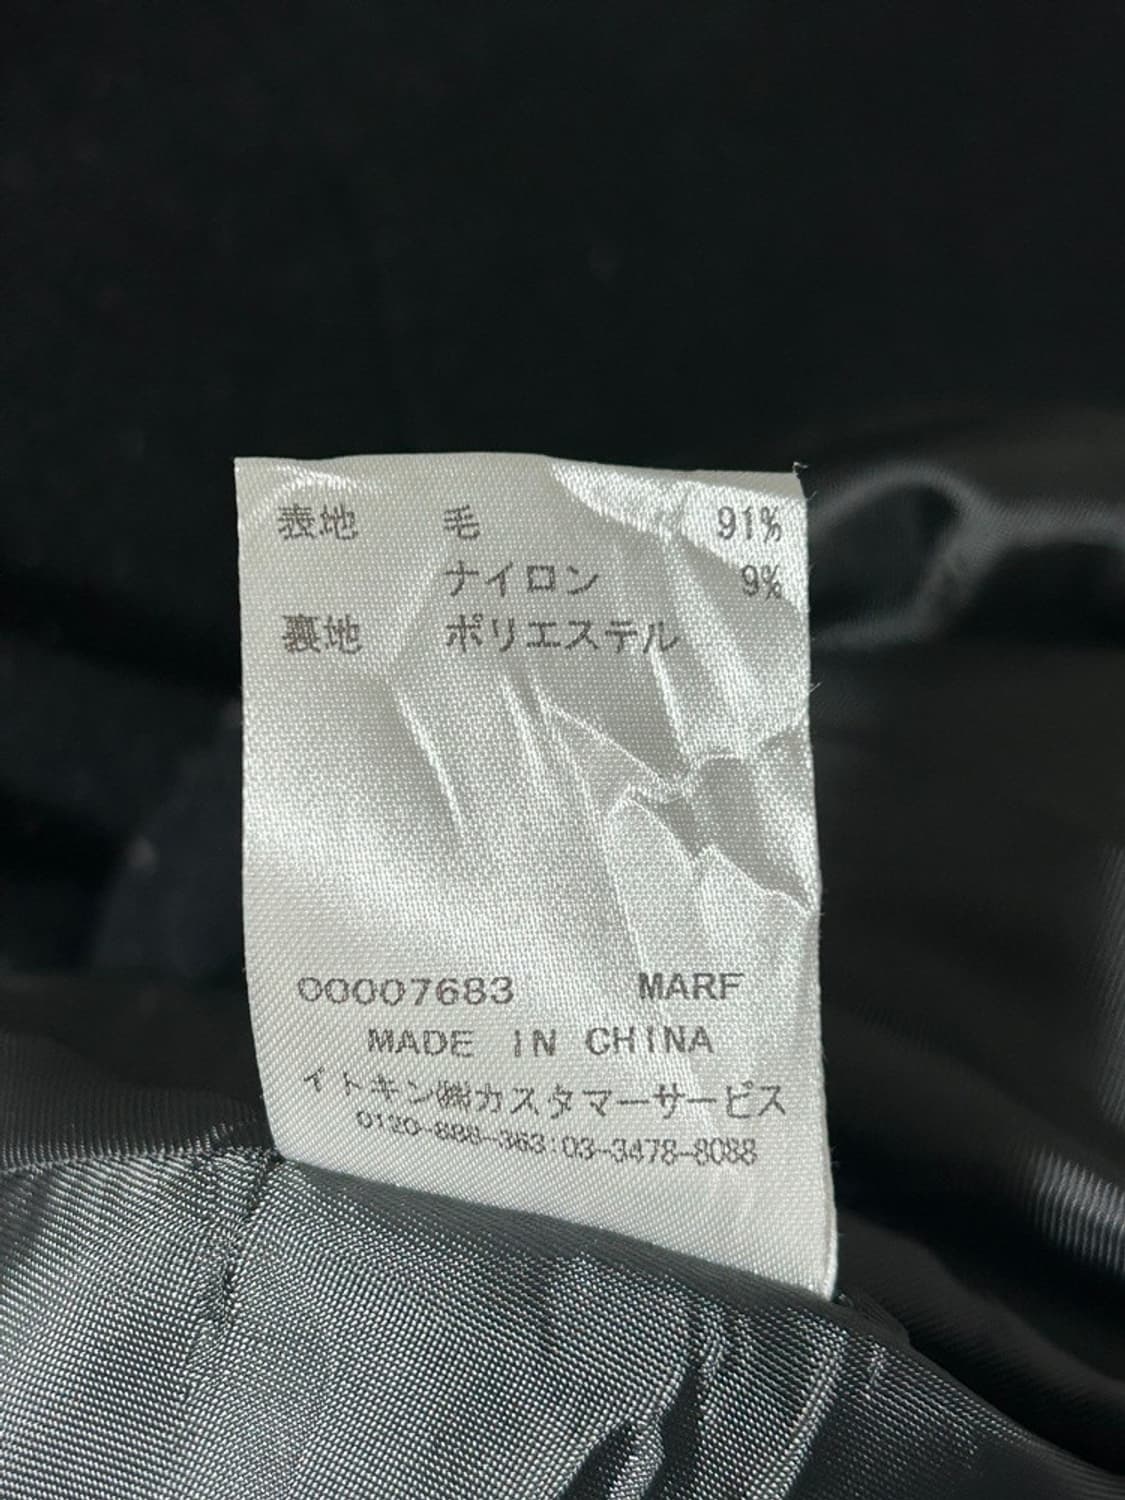 表地 毛 91%
ナイロン 9%
裏地 ポリエステル
00007683 MARF
MADE IN CHINA
イトキン㈱カスタマーサービス
0120-888-363:03-3478-8088